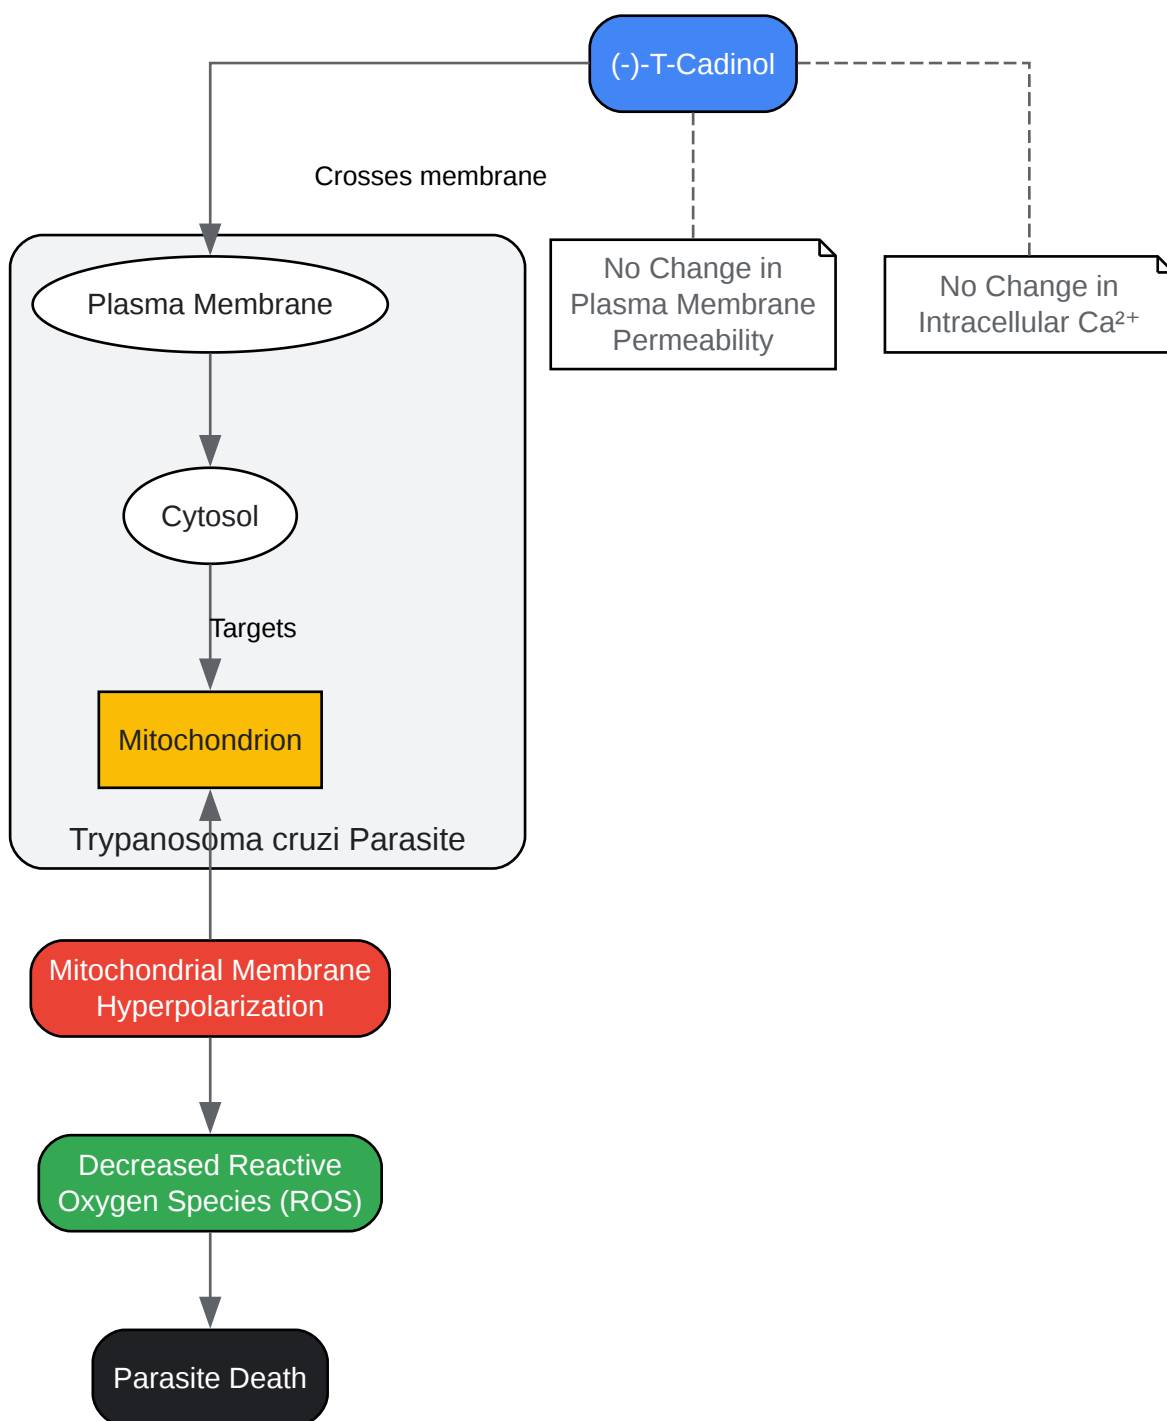 (-)-T-Cadinol
Crosses membrane
Plasma Membrane
No Change in
Plasma Membrane
Permeability
No Change in
Intracellular Ca²⁺
Cytosol
Targets
Mitochondrion
Trypanosoma cruzi Parasite
Mitochondrial Membrane
Hyperpolarization
Decreased Reactive
Oxygen Species (ROS)
Parasite Death